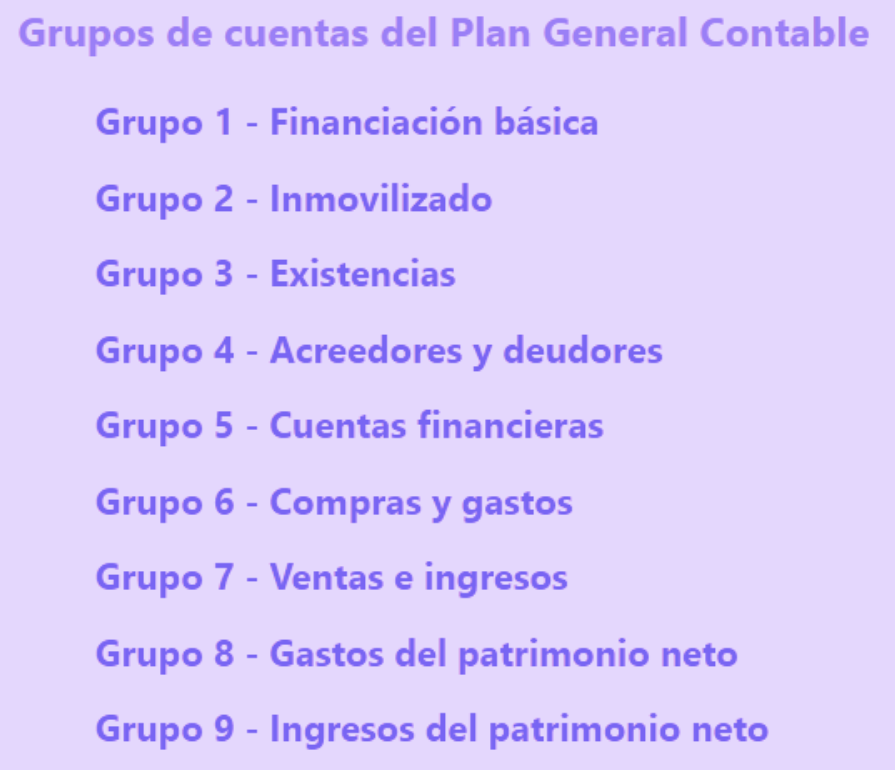 Grupos de cuentas del Plan General Contable
Grupo 1 - Financiación básica
Grupo 2 - Inmovilizado
Grupo 3 - Existencias
Grupo 4 - Acreedores y deudores
Grupo 5 - Cuentas financieras
Grupo 6 - Compras y gastos
Grupo 7 - Ventas e ingresos
Grupo 8 - Gastos del patrimonio neto
Grupo 9 - Ingresos del patrimonio neto